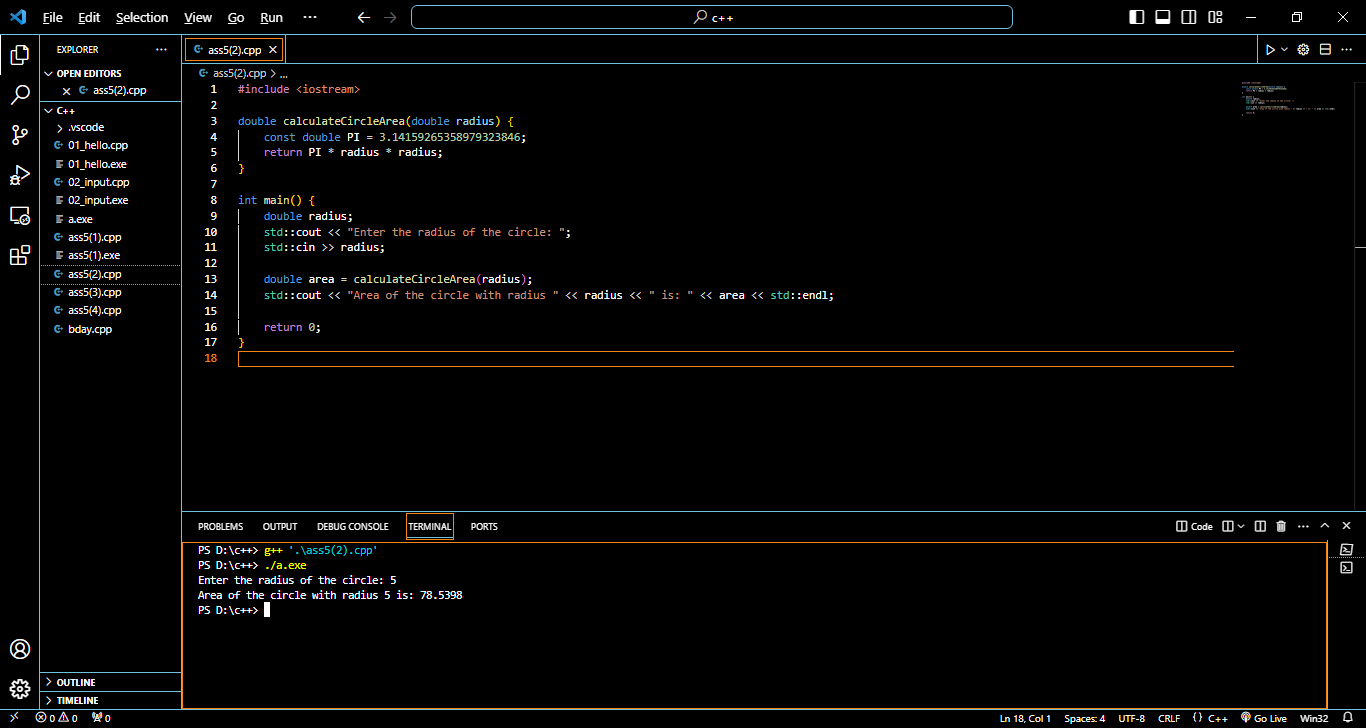 File Edit Selection View Go Run ··· c++
EXPLORER ···
OPEN EDITORS
ass5(2).cpp
C++
.vscode
01_hello.cpp
01_hello.exe
02_input.cpp
02_input.exe
a.exe
ass5(1).cpp
ass5(1).exe
ass5(2).cpp
ass5(3).cpp
ass5(4).cpp
bday.cpp
OUTLINE
TIMELINE
ass5(2).cpp
ass5(2).cpp > ...
1 #include <iostream>
2
3 double calculateCircleArea(double radius) {
4 const double PI = 3.14159265358979323846;
5 return PI * radius * radius;
6 }
7
8 int main() {
9 double radius;
10 std::cout << "Enter the radius of the circle: ";
11 std::cin >> radius;
12
13 double area = calculateCircleArea(radius);
14 std::cout << "Area of the circle with radius " << radius << " is: " << area << std::endl;
15
16 return 0;
17 }
18
PROBLEMS OUTPUT DEBUG CONSOLE TERMINAL PORTS Code ···
PS D:\c++> g++ '.\ass5(2).cpp'
PS D:\c++> ./a.exe
Enter the radius of the circle: 5
Area of the circle with radius 5 is: 78.5398
PS D:\c++>
0 0 0 Ln 18, Col 1 Spaces: 4 UTF-8 CRLF {} C++ Go Live Win32